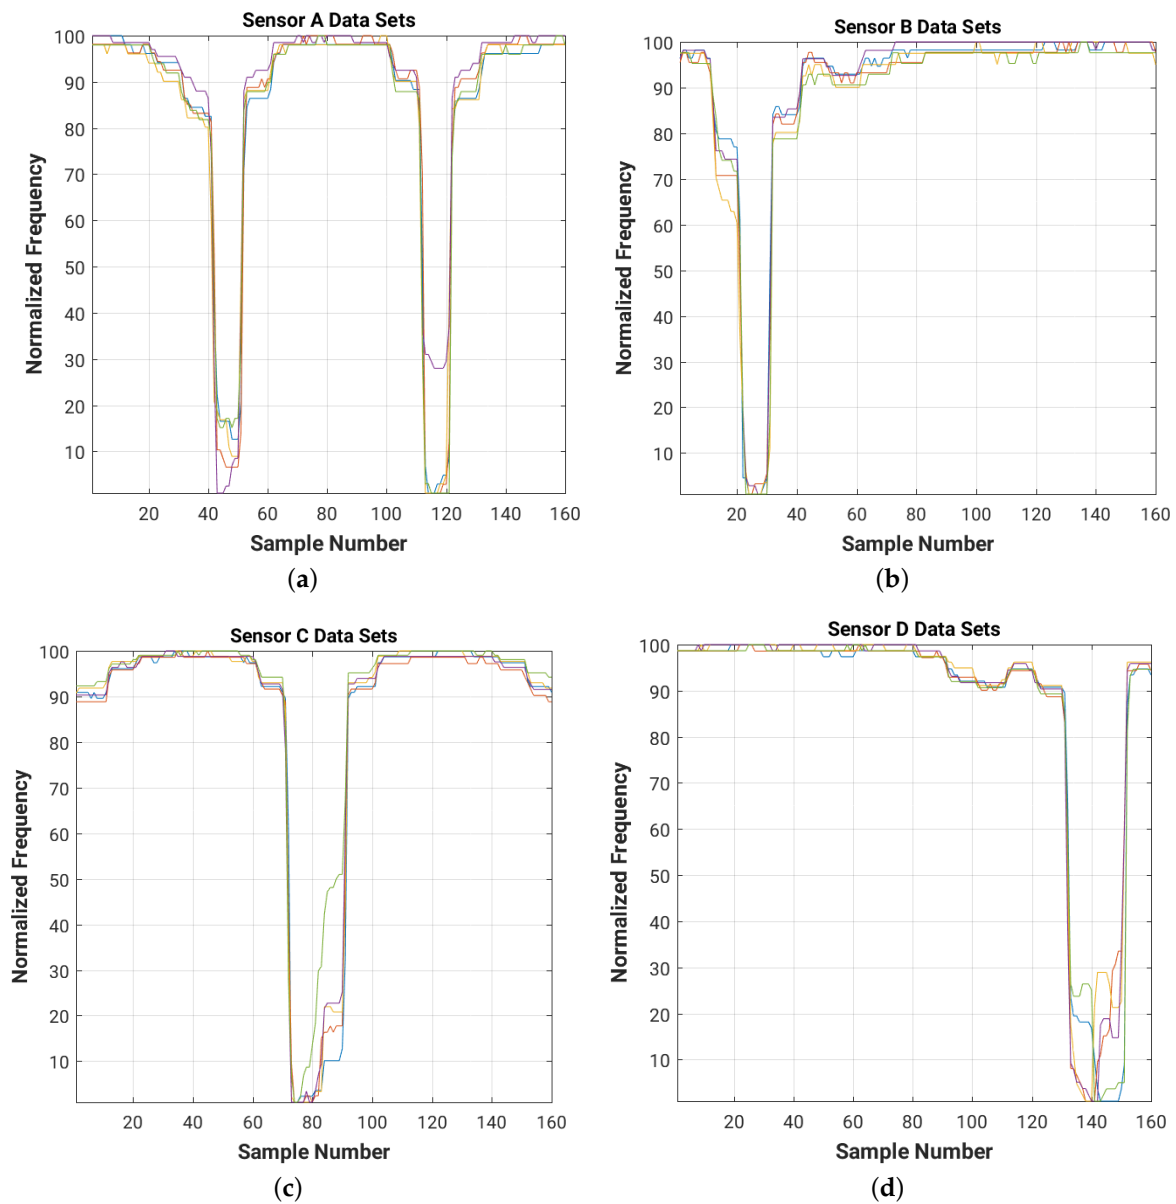 Sensor A Data Sets
100
90
80
70
60
50
40
30
20
10
Normalized Frequency
20 40 60 80 100 120 140 160
Sample Number
(a)
Sensor B Data Sets
100
90
80
70
60
50
40
30
20
10
Normalized Frequency
20 40 60 80 100 120 140 160
Sample Number
(b)
Sensor C Data Sets
100
90
80
70
60
50
40
30
20
10
Normalized Frequency
20 40 60 80 100 120 140 160
Sample Number
(c)
Sensor D Data Sets
100
90
80
70
60
50
40
30
20
10
Normalized Frequency
20 40 60 80 100 120 140 160
Sample Number
(d)